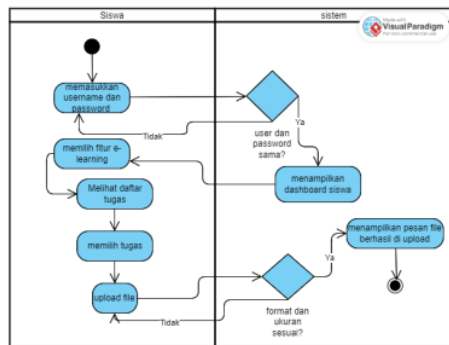 Siswa
sistem
Made with
Visual Paradigm
For non-commercial use
memasukkan
username dan
password
Ya
Tidak
user dan
password
sama?
memilih fitur e-
learning
menampilkan
dashboard siswa
Melihat daftar
tugas
menampilkan pesan file
berhasil di upload
memilih tugas
Ya
upload file
Tidak
format dan
ukuran
sesuai?